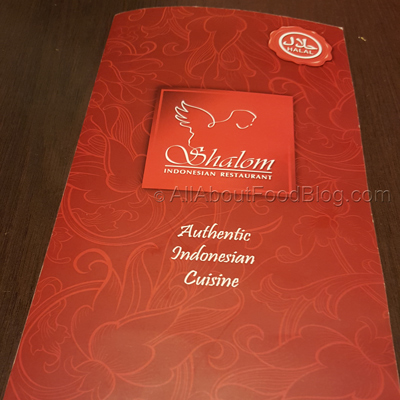 حلال
HALAL
Shalom
INDONESIAN RESTAURANT
© AllAboutFoodBlog.com
Authentic
Indonesian
Cuisine